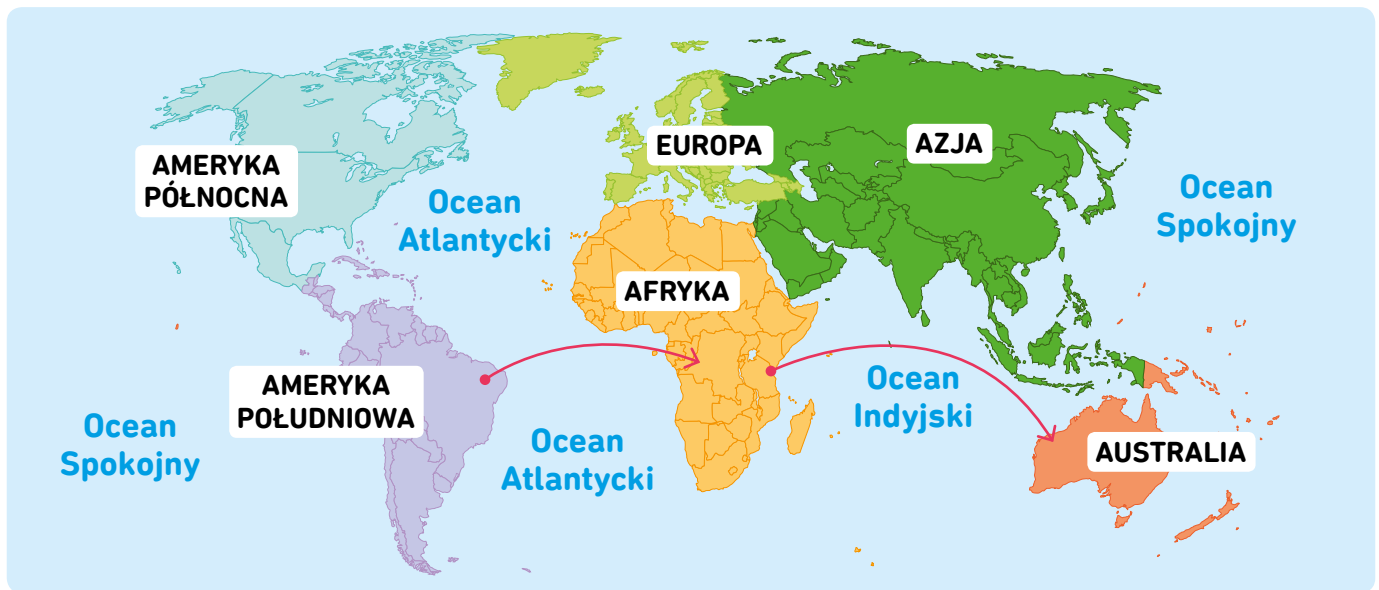 EUROPA
AZJA
AMERYKA
PÓŁNOCNA
Ocean
Atlantycki
Ocean
Spokojny
AFRYKA
AMERYKA
POŁUDNIOWA
Ocean
Indyjski
Ocean
Spokojny
Ocean
Atlantycki
AUSTRALIA